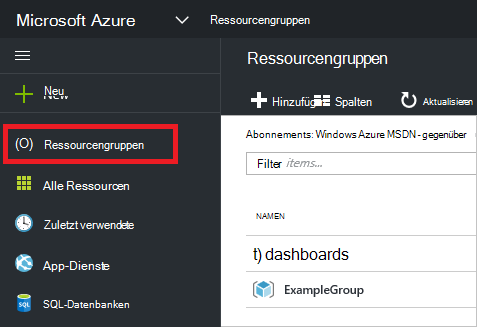 Microsoft Azure
Ressourcengruppen
Neu
Ressourcengruppen
Alle Ressourcen
Zuletzt verwendete
App-Dienste
SQL-Datenbanken
Ressourcengruppen
Hinzufüg Spalten Aktualisieren
Abonnements: Windows Azure MSDN - gegenüber
Filter items...
NAMEN
t) dashboards
ExampleGroup